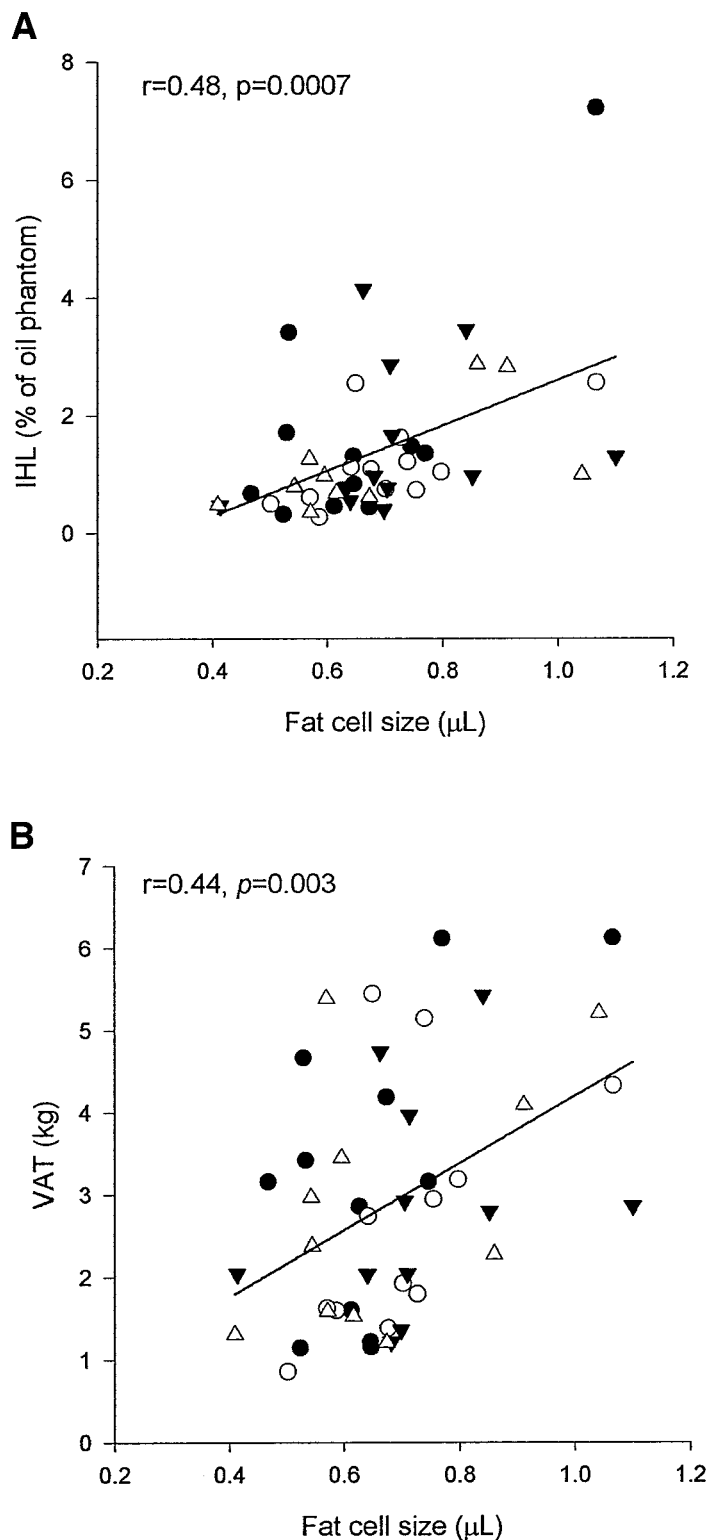 A
r=0.48, p=0.0007
IHL (% of oil phantom)
8
6
4
2
0
0.2 0.4 0.6 0.8 1.0 1.2
Fat cell size (μL)
B
r=0.44, p=0.003
VAT (kg)
7
6
5
4
3
2
1
0
0.2 0.4 0.6 0.8 1.0 1.2
Fat cell size (μL)